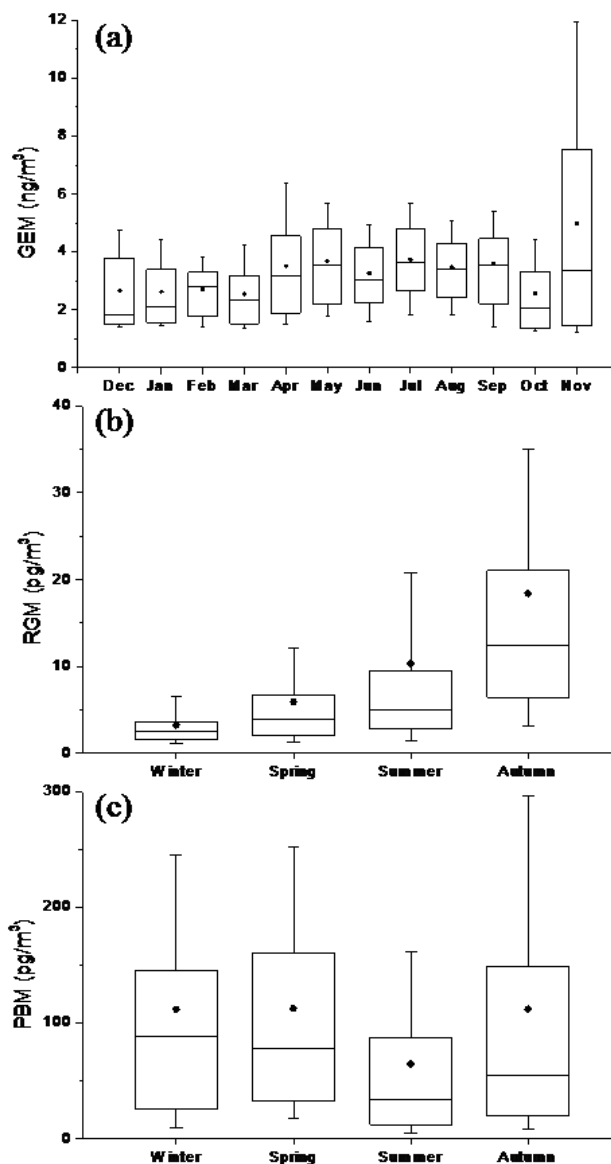 (a)
GEM (ng/m³)
12
10
8
6
4
2
0
Dec Jan Feb Mar Apr May Jun Jul Aug Sep Oct Nov
(b)
RGM (pg/m³)
40
30
20
10
0
Winter Spring Summer Autumn
(c)
PBM (pg/m³)
300
200
100
0
Winter Spring Summer Autumn